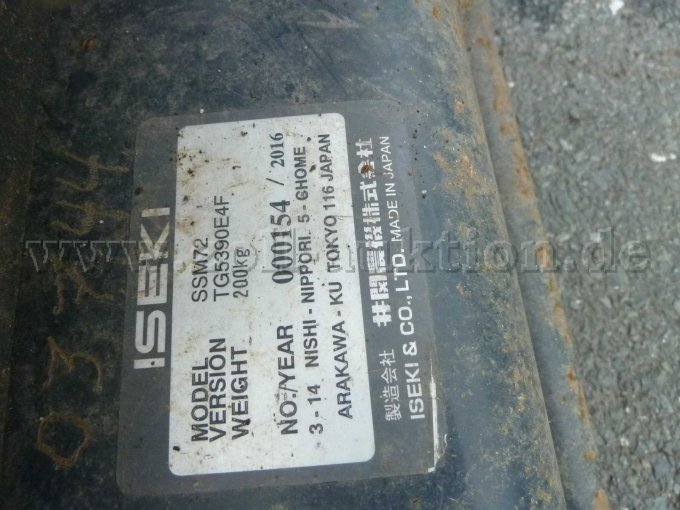 ISEKI
MODEL SSM72
VERSION TG5390E4F
WEIGHT 200kg
NO./YEAR 000154 / 2016
3-14 NISHI-NIPPORI. 5-CHOME
ARAKAWA-KU TOKYO 116 JAPAN
製造会社 井関農機株式会社
ISEKI & CO., LTD. MADE IN JAPAN